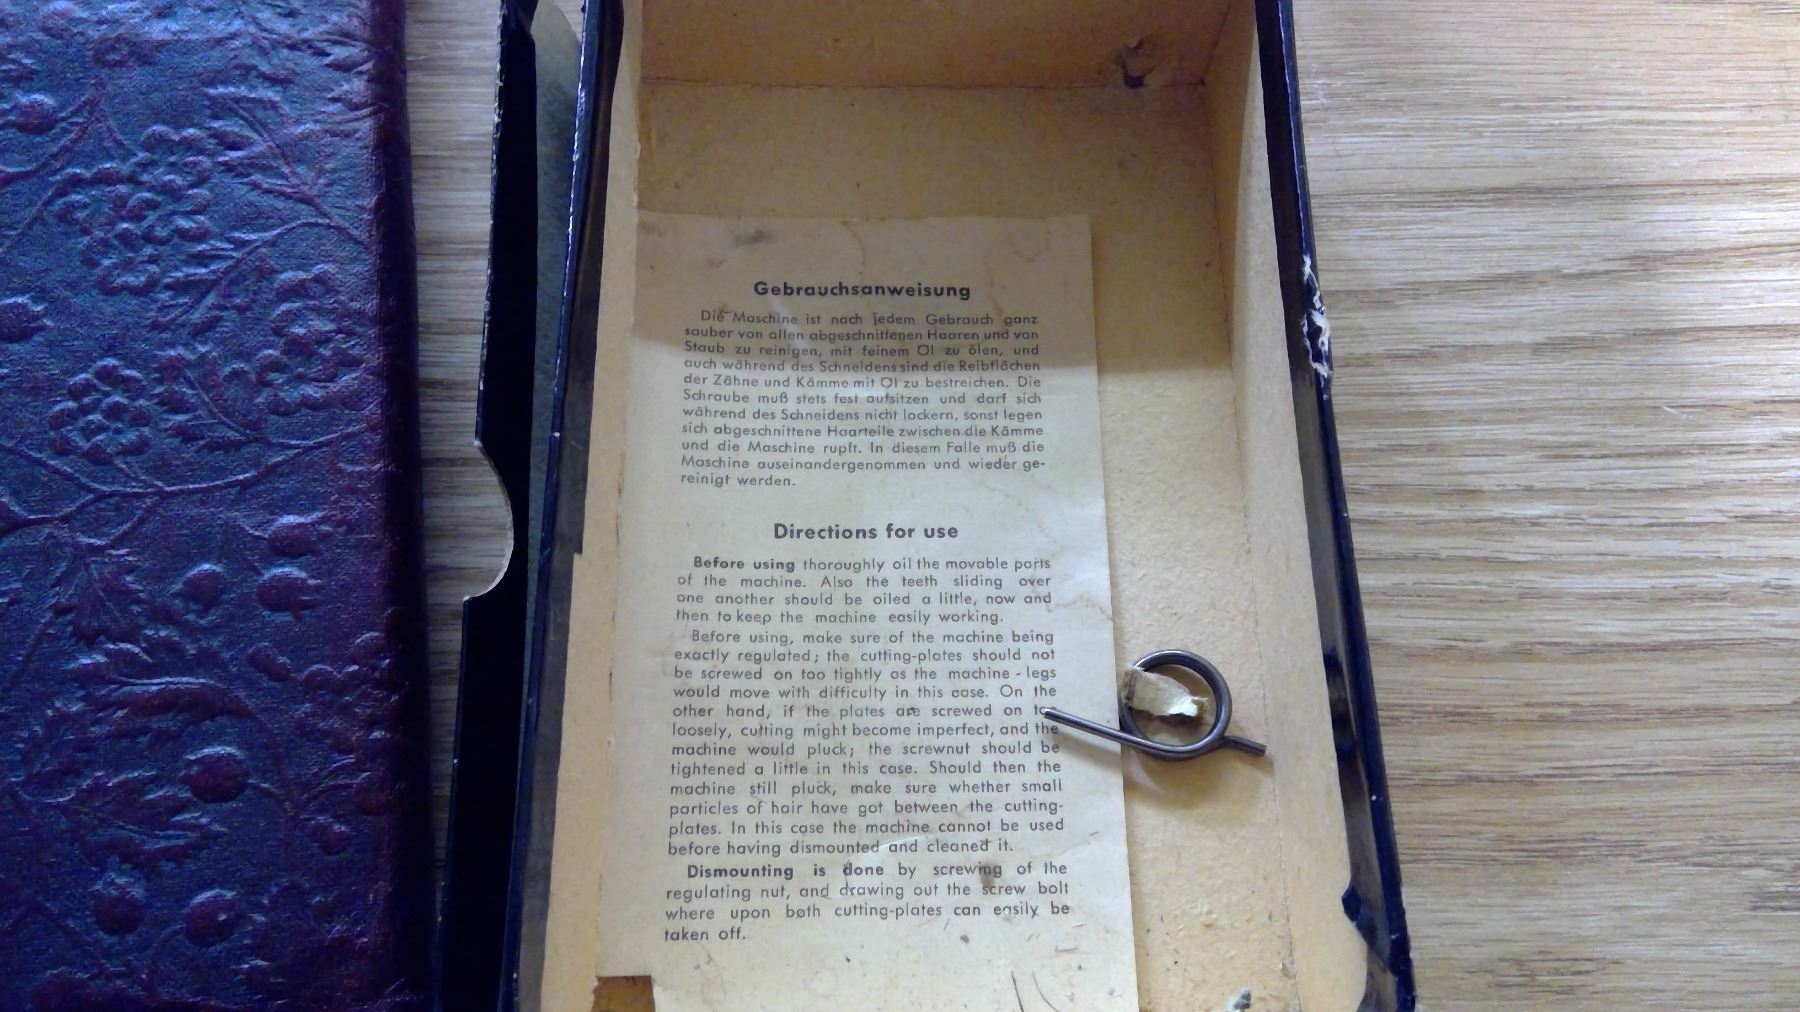 Gebrauchsanweisung
Die Maschine ist nach jedem Gebrauch ganz
sauber von allen abgeschnittenen Haaren und von
Staub zu reinigen, mit feinem Öl zu ölen, und
auch während des Schneidens sind die Reibflächen
der Zähne und Kämme mit Öl zu bestreichen. Die
Schraube muß stets fest aufsitzen und darf sich
während des Schneidens nicht lockern, sonst legen
sich abgeschnittene Haarteile zwischen die Kämme
und die Maschine rupft. In diesem Falle muß die
Maschine auseinandergenommen und wieder ge-
reinigt werden.
Directions for use
Before using thoroughly oil the movable parts
of the machine. Also the teeth sliding over
one another should be oiled a little, now and
then to keep the machine easily working.
Before using, make sure of the machine being
exactly regulated; the cutting-plates should not
be screwed on too tightly as the machine-legs
would move with difficulty in this case. On the
other hand, if the plates are screwed on
loosely, cutting might become imperfect, and the
machine would pluck; the screwnut should be
tightened a little in this case. Should then the
machine still pluck, make sure whether small
particles of hair have got between the cutting-
plates. In this case the machine cannot be used
before having dismounted and cleaned it.
Dismounting is done by screwing of the
regulating nut, and drawing out the screw bolt
where upon both cutting-plates can easily be
taken off.